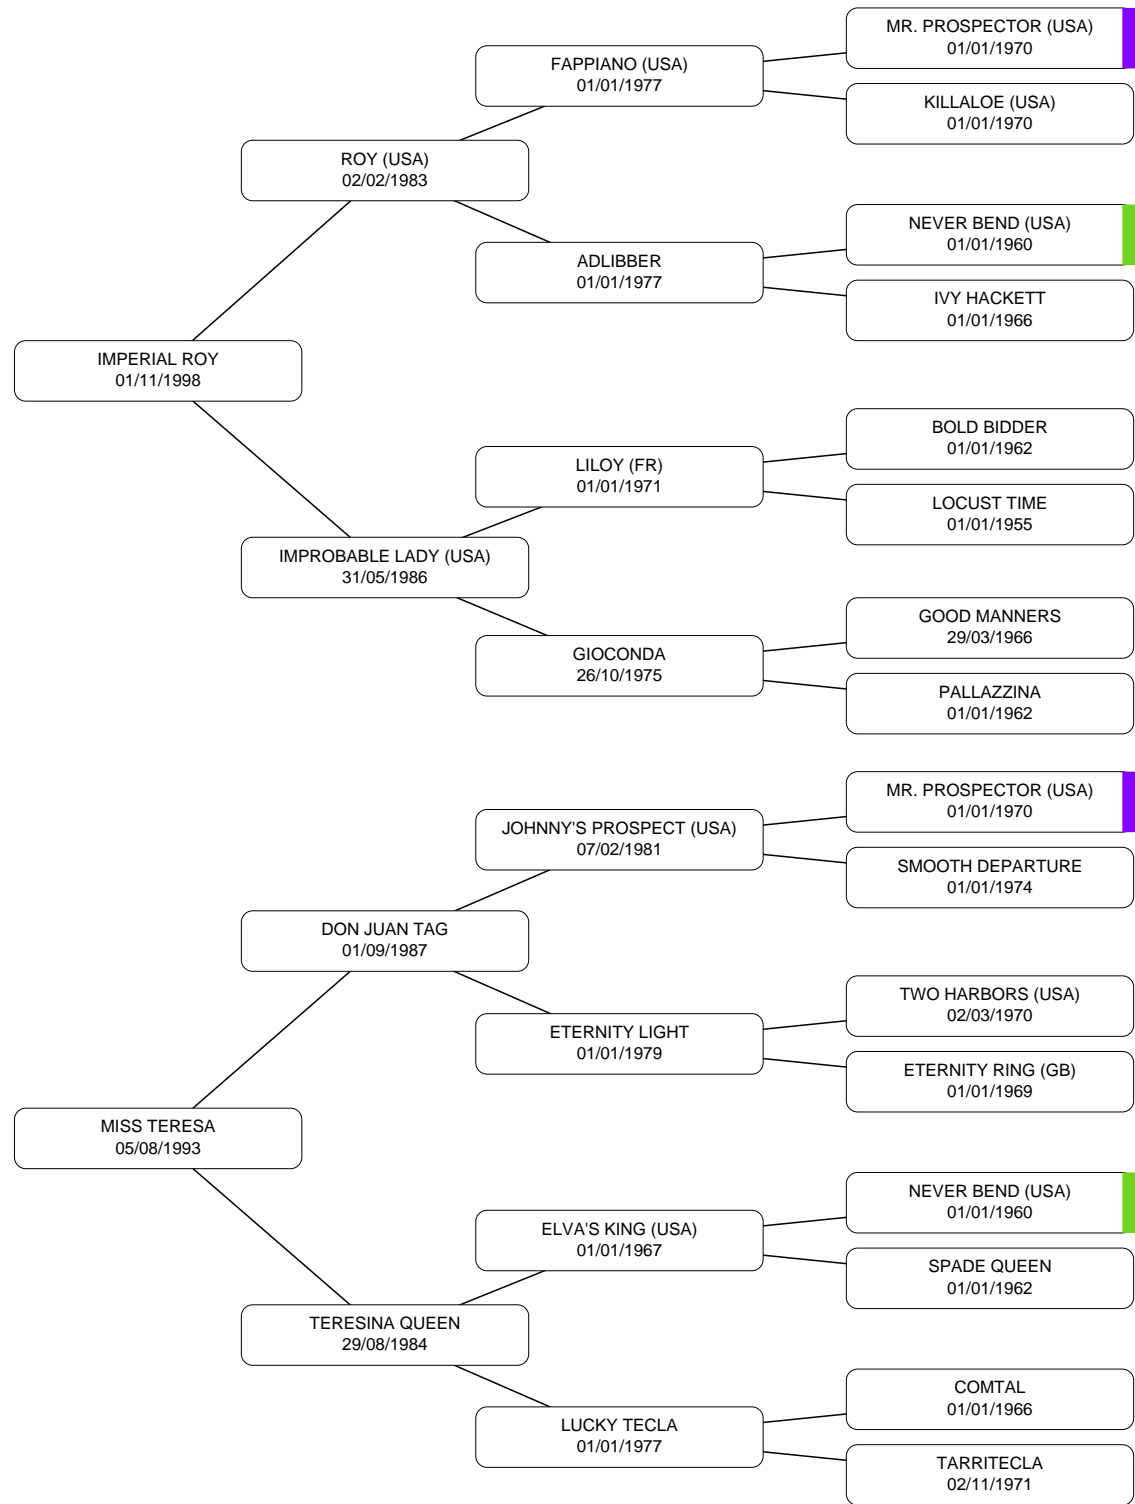 MR. PROSPECTOR (USA)
01/01/1970
FAPPIANO (USA)
01/01/1977
KILLALOE (USA)
01/01/1970
ROY (USA)
02/02/1983
NEVER BEND (USA)
01/01/1960
ADLIBBER
01/01/1977
IVY HACKETT
01/01/1966
IMPERIAL ROY
01/11/1998
BOLD BIDDER
01/01/1962
LILOY (FR)
01/01/1971
LOCUST TIME
01/01/1955
IMPROBABLE LADY (USA)
31/05/1986
GOOD MANNERS
29/03/1966
GIOCONDA
26/10/1975
PALLAZZINA
01/01/1962
MR. PROSPECTOR (USA)
01/01/1970
JOHNNY'S PROSPECT (USA)
07/02/1981
SMOOTH DEPARTURE
01/01/1974
DON JUAN TAG
01/09/1987
TWO HARBORS (USA)
02/03/1970
ETERNITY LIGHT
01/01/1979
ETERNITY RING (GB)
01/01/1969
MISS TERESA
05/08/1993
NEVER BEND (USA)
01/01/1960
ELVA'S KING (USA)
01/01/1967
SPADE QUEEN
01/01/1962
TERESINA QUEEN
29/08/1984
COMTAL
01/01/1966
LUCKY TECLA
01/01/1977
TARRITECLA
02/11/1971